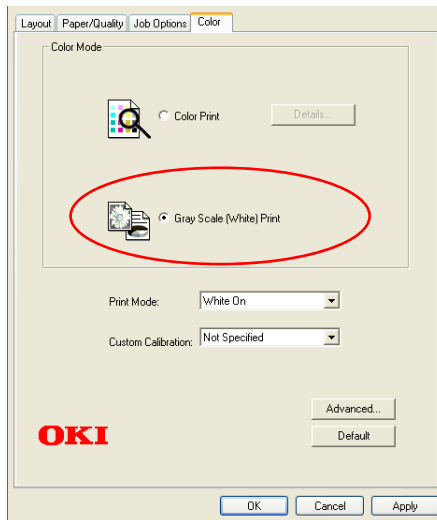 Layout Paper/Quality Job Options Color
Color Mode
Color Print
Details...
Gray Scale (White) Print
Print Mode: White On
Custom Calibration: Not Specified
Advanced...
OKI
Default
OK Cancel Apply